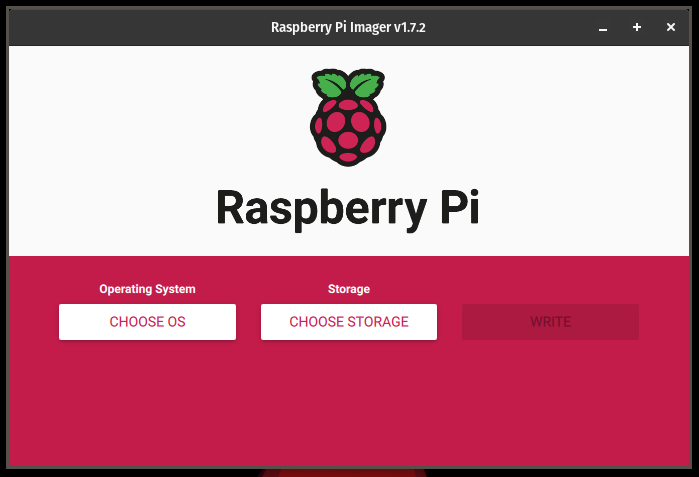 Raspberry Pi Imager v1.7.2
Raspberry Pi
Operating System
Storage
CHOOSE OS
CHOOSE STORAGE
WRITE